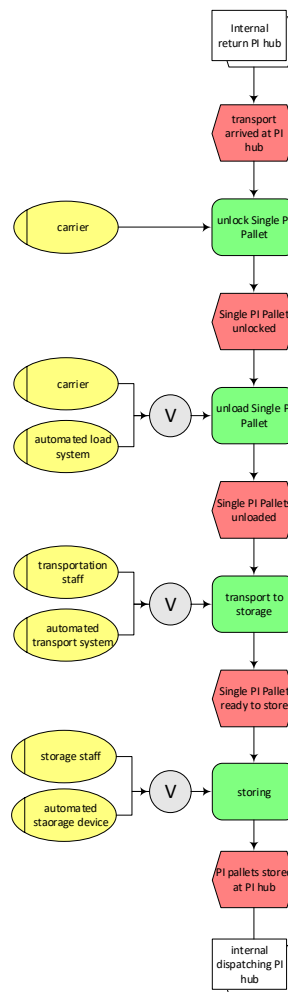 Internal
return PI hub
transport
arrived at PI
hub
carrier
unlock Single PI
Pallet
Single PI Pallet
unlocked
carrier
automated load
system
V
unload Single PI
Pallet
Single PI Pallets
unloaded
transportation
staff
automated
transport system
V
transport to
storage
Single PI Pallet
ready to store
storage staff
automated
staorage device
V
storing
PI pallets stored
at PI hub
internal
dispatching PI
hub